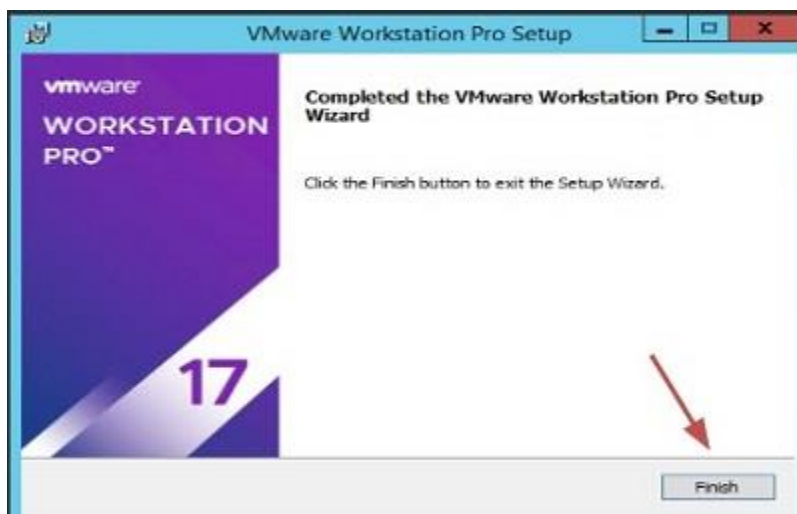 VMware Workstation Pro Setup
vmware
WORKSTATION
PRO™
17
Completed the VMware Workstation Pro Setup
Wizard
Click the Finish button to exit the Setup Wizard.
Finish